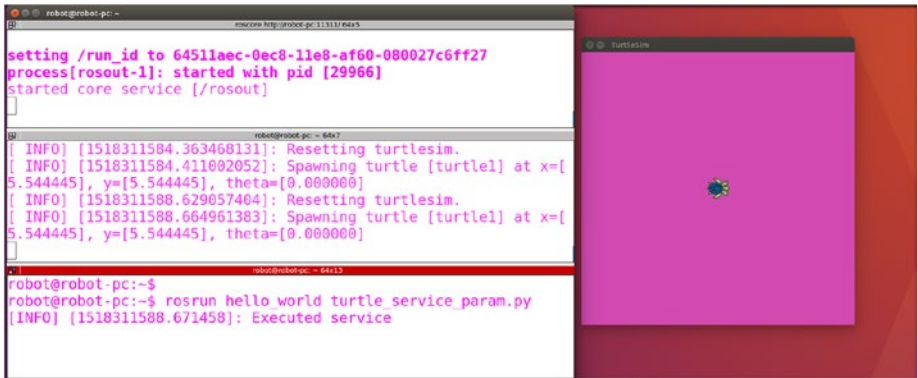 robot@robot-pc: ~
roscore http://robot-pc:11311/ 64x5
setting /run_id to 64511aec-0ec8-11e8-af60-080027c6ff27
process[rosout-1]: started with pid [29966]
started core service [/rosout]
robot@robot-pc: ~ 64x7
[ INFO] [1518311584.363468131]: Resetting turtlesim.
[ INFO] [1518311584.411002052]: Spawning turtle [turtle1] at x=[
5.544445], y=[5.544445], theta=[0.000000]
[ INFO] [1518311588.629057404]: Resetting turtlesim.
[ INFO] [1518311588.664961383]: Spawning turtle [turtle1] at x=[
5.544445], y=[5.544445], theta=[0.000000]
robot@robot-pc: ~ 64x13
robot@robot-pc:~$
robot@robot-pc:~$ rosrun hello_world turtle_service_param.py
[INFO] [1518311588.671458]: Executed service
TurtleSim